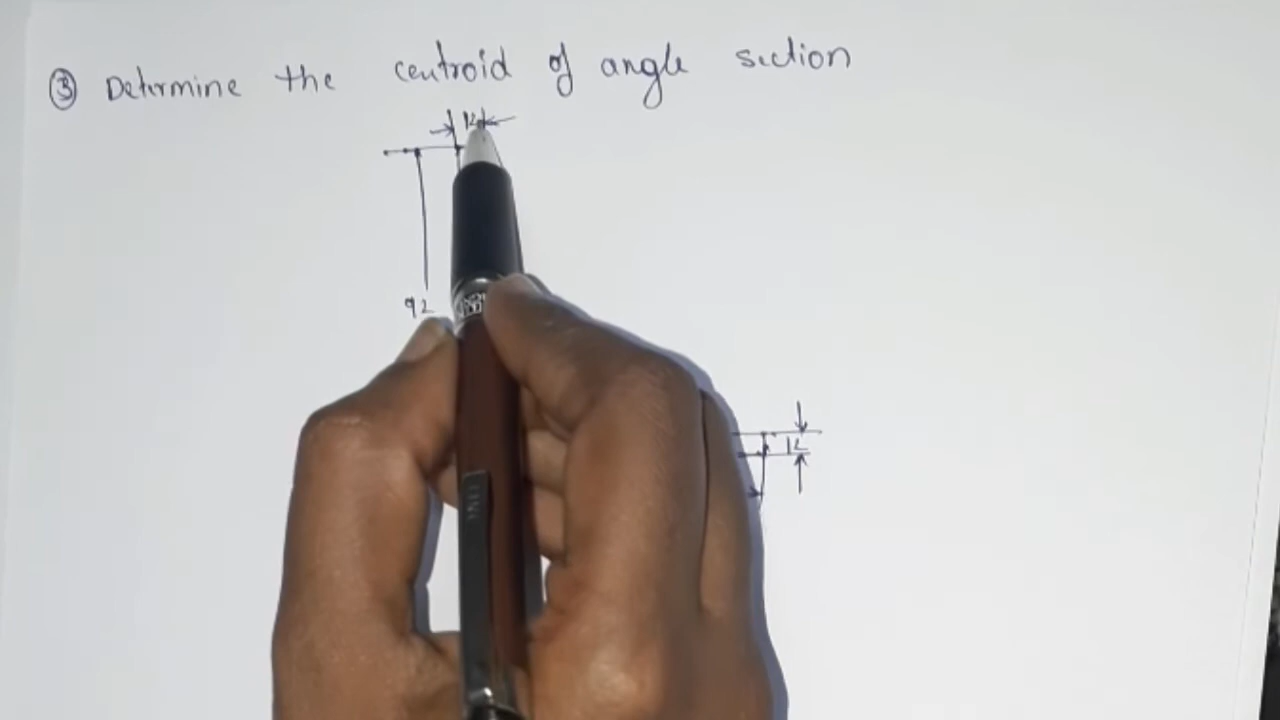 ③ Determine the centroid of angle section
12
92
12